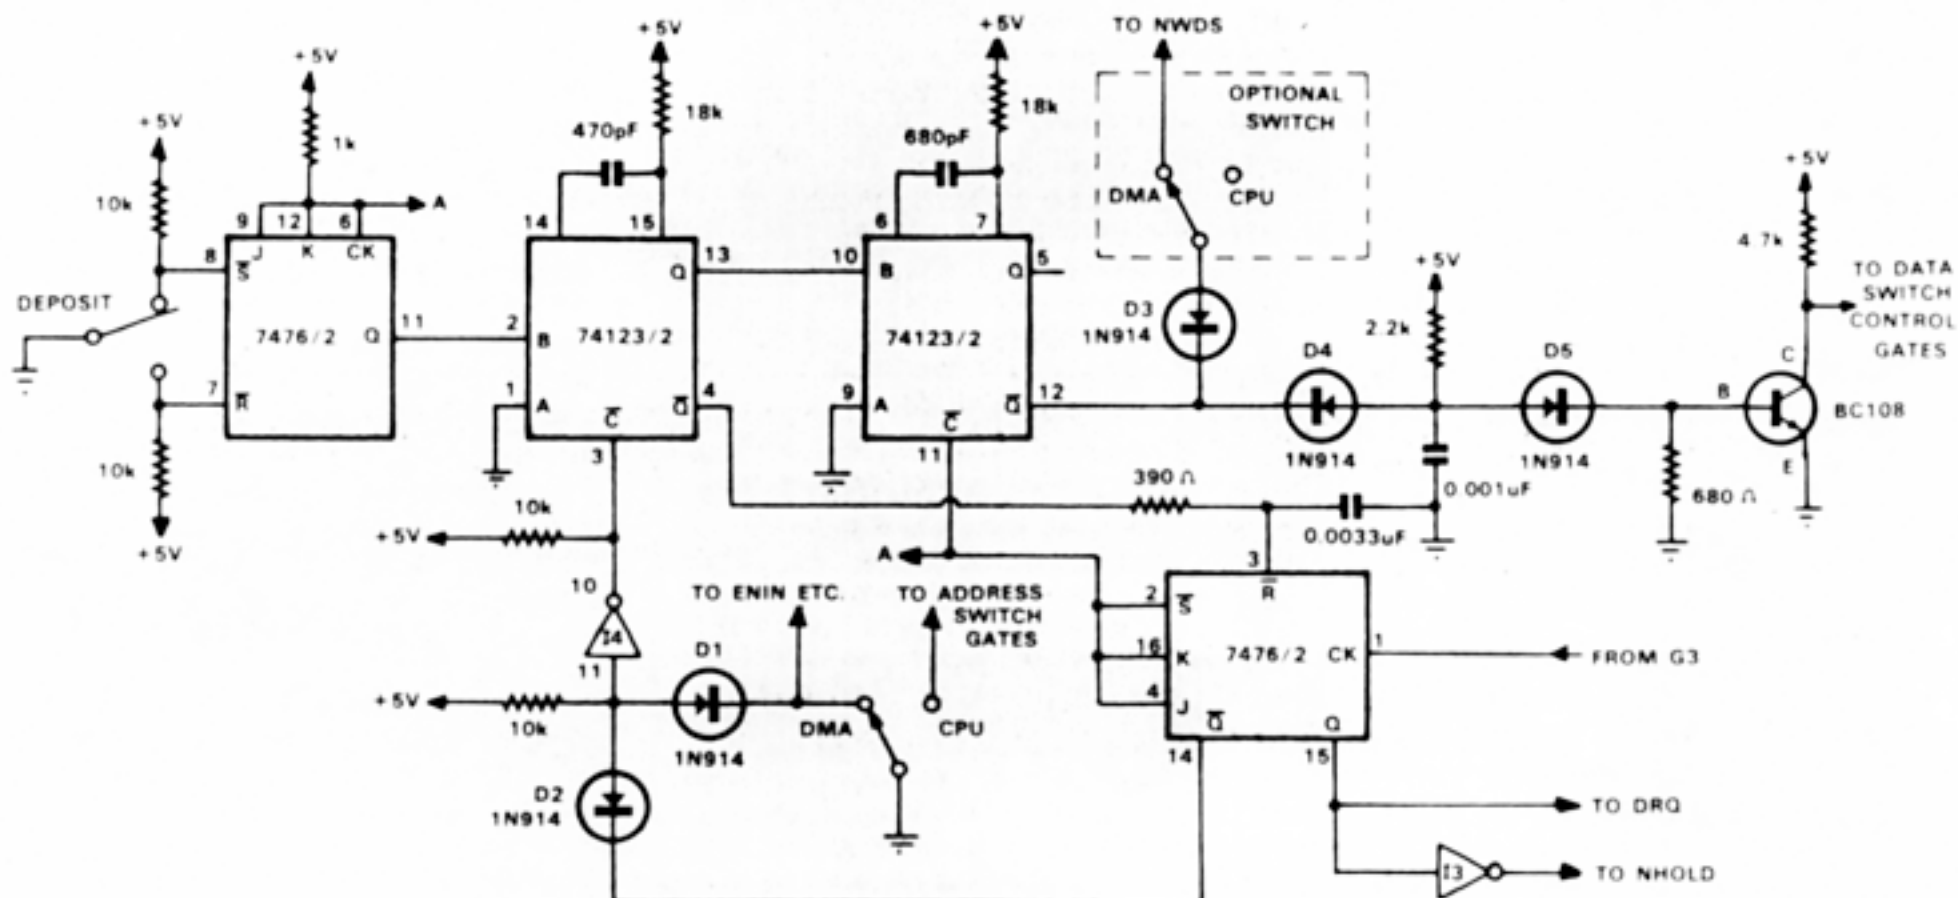 +5V
+5V
TO NWDS
+5V
+5V
18k
18k
OPTIONAL
SWITCH
470pF
680pF
1k
+5V
+5V
10k
A
9 12 6
J K CK
14 15
6 7
DMA
CPU
4.7k
8
S̅
13
Q
10
B
Q
5
+5V
TO DATA
SWITCH
CONTROL
GATES
DEPOSIT
7476/2
Q
11
2
B
74123/2
74123/2
D3
1N914
2.2k
D4
D5
C
7
R̅
1
A
C̅
Q̅
4
9
A
C̅
Q̅
12
B
BC108
10k
3
11
1N914
1N914
E
390 Ω
0.001uF
680 Ω
10k
+5V
+5V
A
0.0033uF
10
TO ENIN ETC.
TO ADDRESS
SWITCH
GATES
3
R̅
2
S̅
I4
D1
16
K
7476/2
CK
1
FROM G3
11
4
J
+5V
10k
DMA
CPU
Q̅
Q
1N914
14
15
D2
1N914
TO DRQ
I3
TO NHOLD